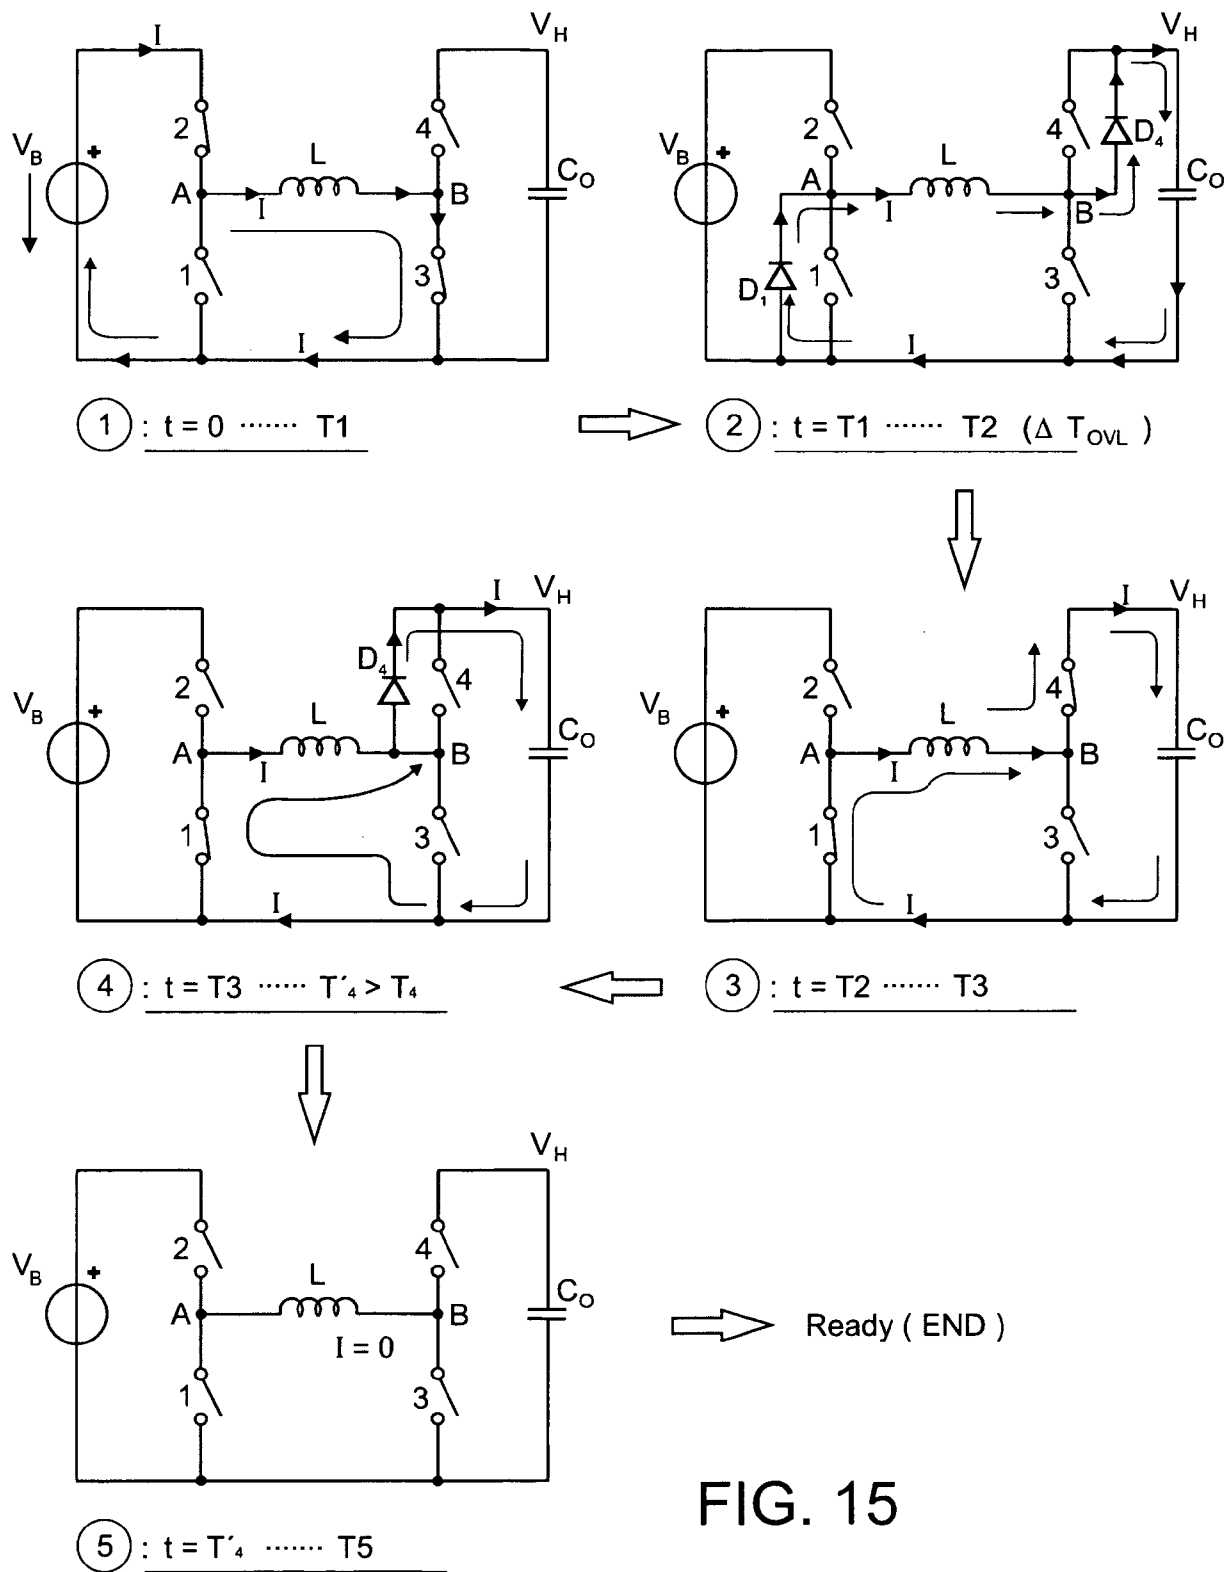 I
V_H
2
4
V_B
+
L
C_O
A
I
B
1
3
I
① : t = 0 ······· T1
V_H
2
4
D₄
V_B
+
L
C_O
A
I
B
D₁
1
3
I
② : t = T1 ······· T2 (Δ T_OVL )
I
V_H
D₄
2
4
V_B
+
L
C_O
A
I
B
1
3
I
④ : t = T3 ······ T´₄ > T₄
I
V_H
2
4
V_B
+
L
C_O
A
I
B
1
3
I
③ : t = T2 ······· T3
V_H
2
4
V_B
+
L
C_O
A
B
I = 0
1
3
Ready ( END )
⑤ : t = T´₄ ······· T5
FIG. 15